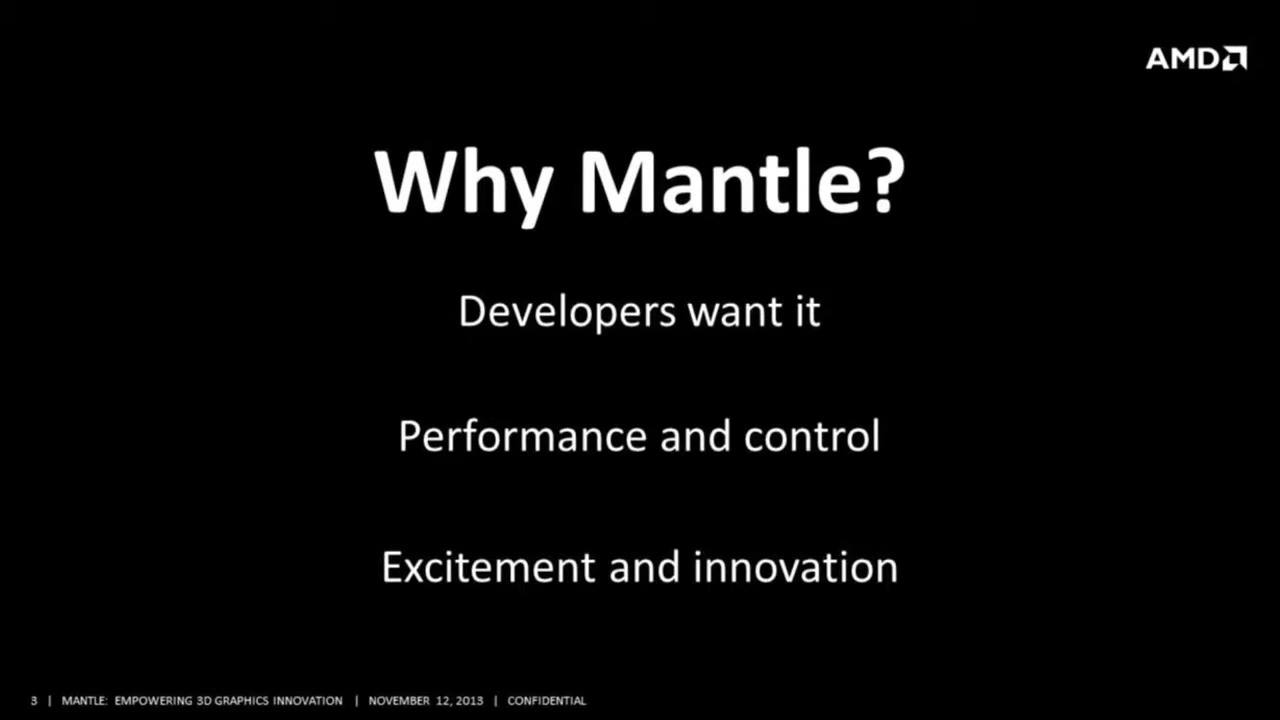 AMD
Why Mantle?
Developers want it
Performance and control
Excitement and innovation
3 | MANTLE: EMPOWERING 3D GRAPHICS INNOVATION | NOVEMBER 12, 2013 | CONFIDENTIAL